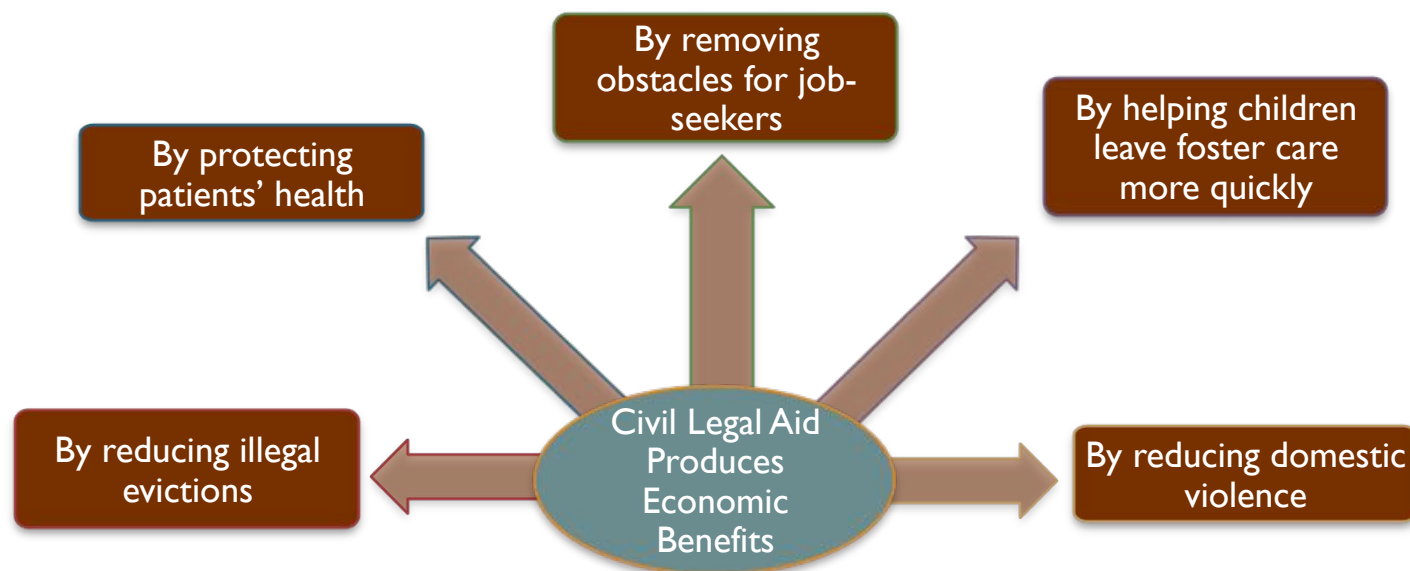 By removing
obstacles for job-
seekers
By helping children
leave foster care
more quickly
By protecting
patients’ health
Civil Legal Aid
Produces
Economic
Benefits
By reducing illegal
evictions
By reducing domestic
violence